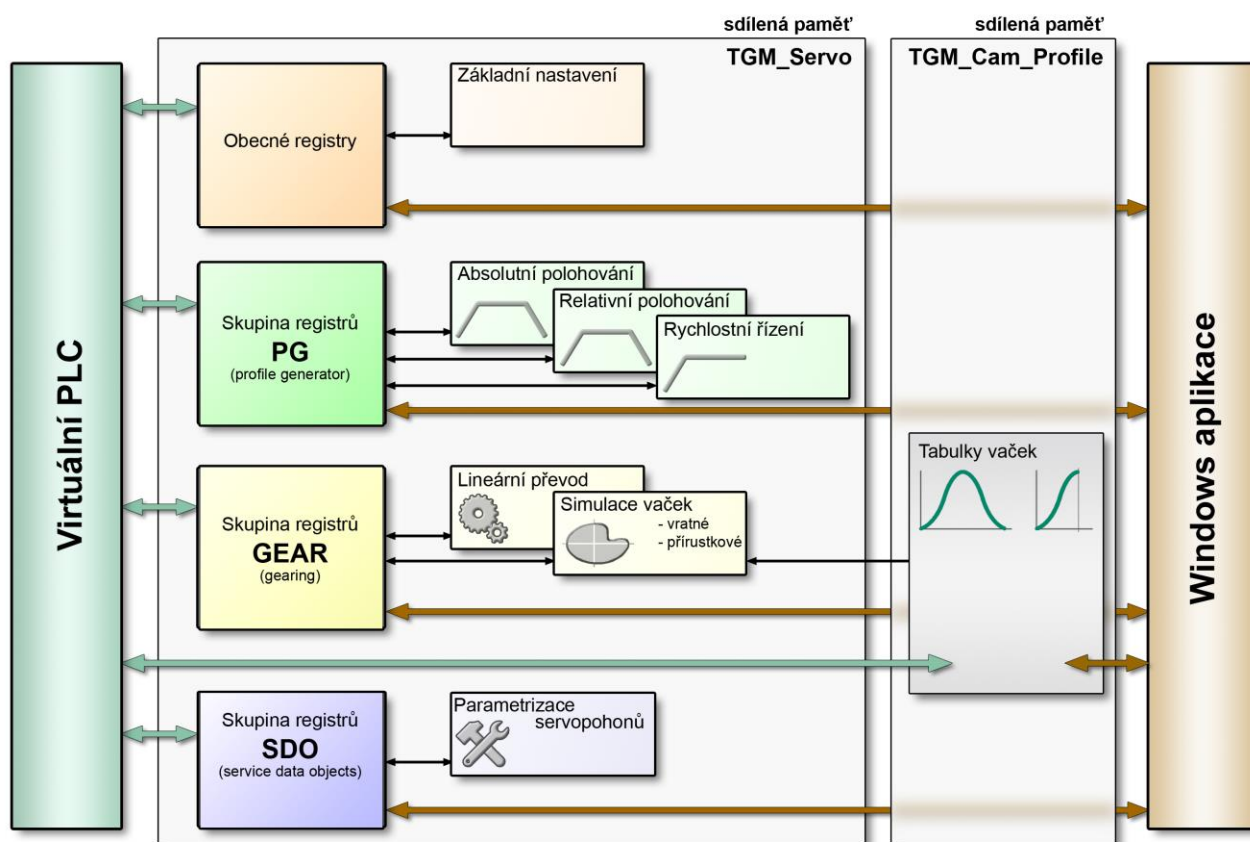 sdílená paměť
TGM_Servo
sdílená paměť
TGM_Cam_Profile
Virtuální PLC
Obecné registry
Základní nastavení
Skupina registrů
PG
(profile generator)
Absolutní polohování
Relativní polohování
Rychlostní řízení
Skupina registrů
GEAR
(gearing)
Lineární převod
Simulace vaček
- vratné
- přírustkové
Tabulky vaček
Skupina registrů
SDO
(service data objects)
Parametrizace
servopohonů
Windows aplikace